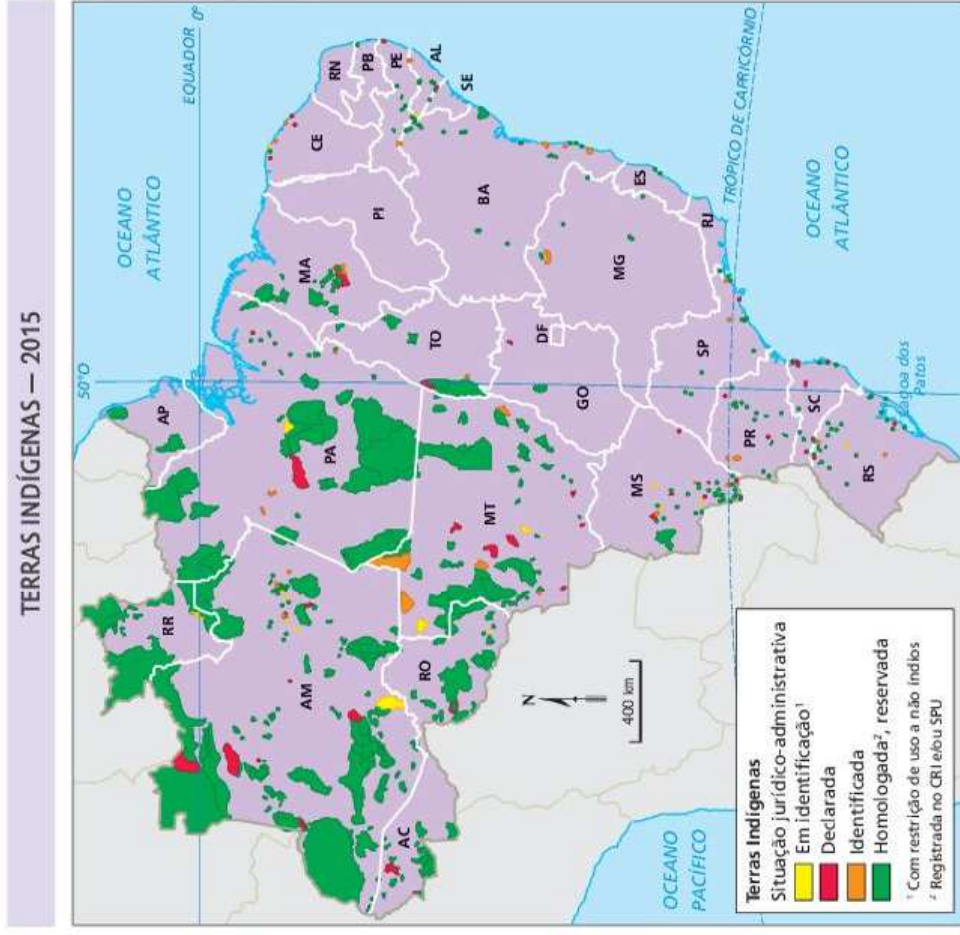 TERRAS INDÍGENAS — 2015
50°O
EQUADOR 0°
OCEANO
ATLÂNTICO
RR
AP
AM
PA
MA
CE
RN
PB
PE
AL
SE
PI
AC
RO
TO
BA
MT
DF
GO
MG
ES
MS
SP
RJ
TRÓPICO DE CAPRICÓRNIO
PR
SC
RS
Lagoa dos
Patos
OCEANO
ATLÂNTICO
OCEANO
PACÍFICO
N
400 km
Terras Indígenas
Situação jurídico-administrativa
Em identificação¹
Declarada
Identificada
Homologada², reservada
¹ Com restrição de uso a não índios
² Registrada no CRI e/ou SPU